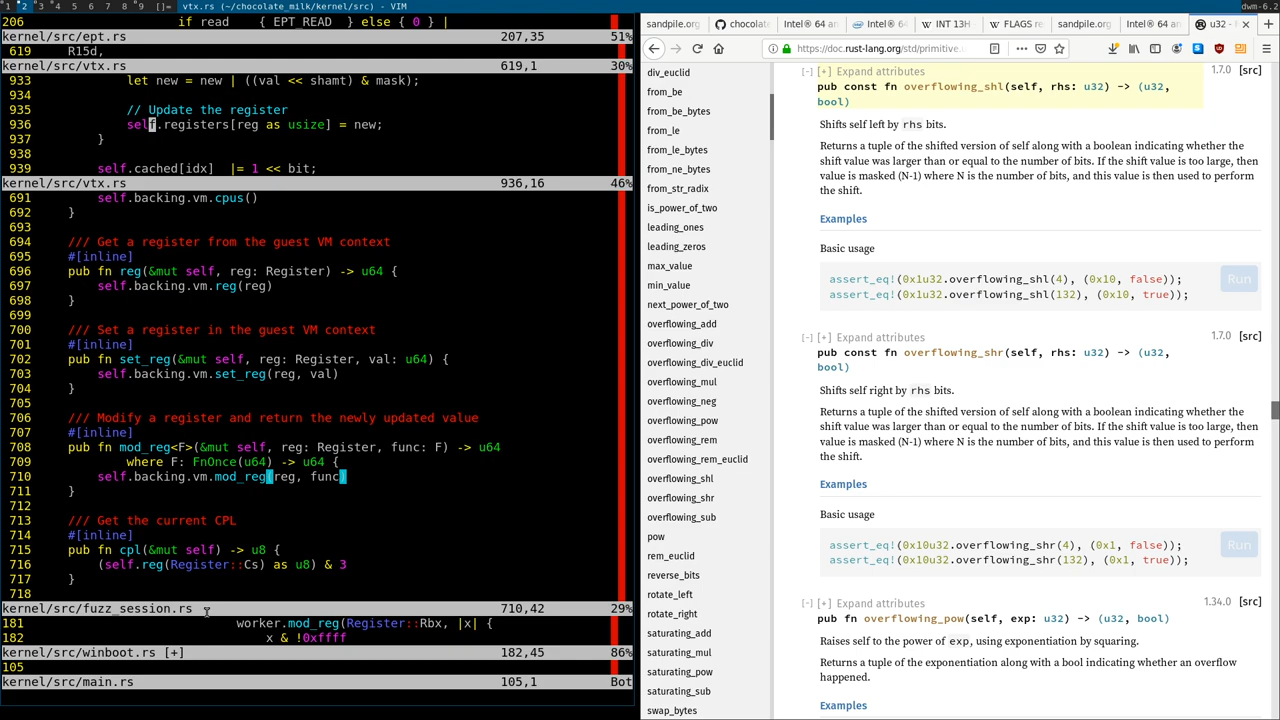 1 2 3 4 5 6 7 8 9 []= vtx.rs (~/chocolate_milk/kernel/src) - VIM
dwm-6.2
206 if read { EPT_READ } else { 0 } |
kernel/src/ept.rs 207,35 51%
619 R15d,
kernel/src/vtx.rs 619,1 30%
933 let new = new | ((val << shamt) & mask);
934
935 // Update the register
936 self.registers[reg as usize] = new;
937 }
938
939 self.cached[idx] |= 1 << bit;
kernel/src/vtx.rs 936,16 46%
691 self.backing.vm.cpus()
692 }
693
694 /// Get a register from the guest VM context
695 #[inline]
696 pub fn reg(&mut self, reg: Register) -> u64 {
697 self.backing.vm.reg(reg)
698 }
699
700 /// Set a register in the guest VM context
701 #[inline]
702 pub fn set_reg(&mut self, reg: Register, val: u64) {
703 self.backing.vm.set_reg(reg, val)
704 }
705
706 /// Modify a register and return the newly updated value
707 #[inline]
708 pub fn mod_reg<F>(&mut self, reg: Register, func: F) -> u64
709 where F: FnOnce(u64) -> u64 {
710 self.backing.vm.mod_reg(reg, func)
711 }
712
713 /// Get the current CPL
714 #[inline]
715 pub fn cpl(&mut self) -> u8 {
716 (self.reg(Register::Cs) as u8) & 3
717 }
718
kernel/src/fuzz_session.rs 710,42 29%
181 worker.mod_reg(Register::Rbx, |x| {
182 x & !0xffff
kernel/src/winboot.rs [+] 182,45 86%
105
kernel/src/main.rs 105,1 Bot
sandpile.org
chocolate
Intel® 64 an
Intel® 64
INT 13H
FLAGS re
sandpile.org
Intel® 64 an
u32 -
https://doc.rust-lang.org/std/primitive.
div_euclid
from_be
from_be_bytes
from_le
from_le_bytes
from_ne_bytes
from_str_radix
is_power_of_two
leading_ones
leading_zeros
max_value
min_value
next_power_of_two
overflowing_add
overflowing_div
overflowing_div_euclid
overflowing_mul
overflowing_neg
overflowing_pow
overflowing_rem
overflowing_rem_euclid
overflowing_shl
overflowing_shr
overflowing_sub
pow
rem_euclid
reverse_bits
rotate_left
rotate_right
saturating_add
saturating_mul
saturating_pow
saturating_sub
swap_bytes
[-] [+] Expand attributes 1.7.0 [src]
pub const fn overflowing_shl(self, rhs: u32) -> (u32,
bool)
Shifts self left by rhs bits.
Returns a tuple of the shifted version of self along with a boolean indicating whether the
shift value was larger than or equal to the number of bits. If the shift value is too large, then
value is masked (N-1) where N is the number of bits, and this value is then used to perform
the shift.
Examples
Basic usage
assert_eq!(0x1u32.overflowing_shl(4), (0x10, false));
assert_eq!(0x1u32.overflowing_shl(132), (0x10, true));
Run
[-] [+] Expand attributes 1.7.0 [src]
pub const fn overflowing_shr(self, rhs: u32) -> (u32,
bool)
Shifts self right by rhs bits.
Returns a tuple of the shifted version of self along with a boolean indicating whether the
shift value was larger than or equal to the number of bits. If the shift value is too large, then
value is masked (N-1) where N is the number of bits, and this value is then used to perform
the shift.
Examples
Basic usage
assert_eq!(0x10u32.overflowing_shr(4), (0x1, false));
assert_eq!(0x10u32.overflowing_shr(132), (0x1, true));
Run
[-] [+] Expand attributes 1.34.0 [src]
pub fn overflowing_pow(self, exp: u32) -> (u32, bool)
Raises self to the power of exp, using exponentiation by squaring.
Returns a tuple of the exponentiation along with a bool indicating whether an overflow
happened.
Examples